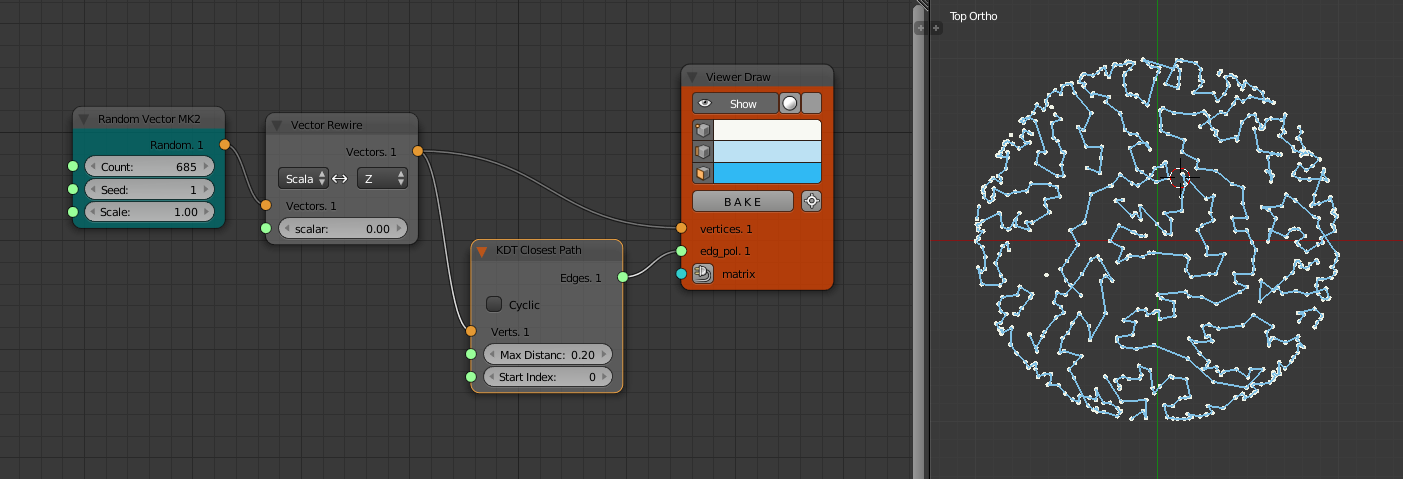 Random Vector MK2
Random. 1
Count: 685
Seed: 1
Scale: 1.00
Vector Rewire
Vectors. 1
Scala Z
Vectors. 1
scalar: 0.00
KDT Closest Path
Edges. 1
Cyclic
Verts. 1
Max Distanc: 0.20
Start Index: 0
Viewer Draw
Show
BAKE
vertices. 1
edg_pol. 1
matrix
Top Ortho